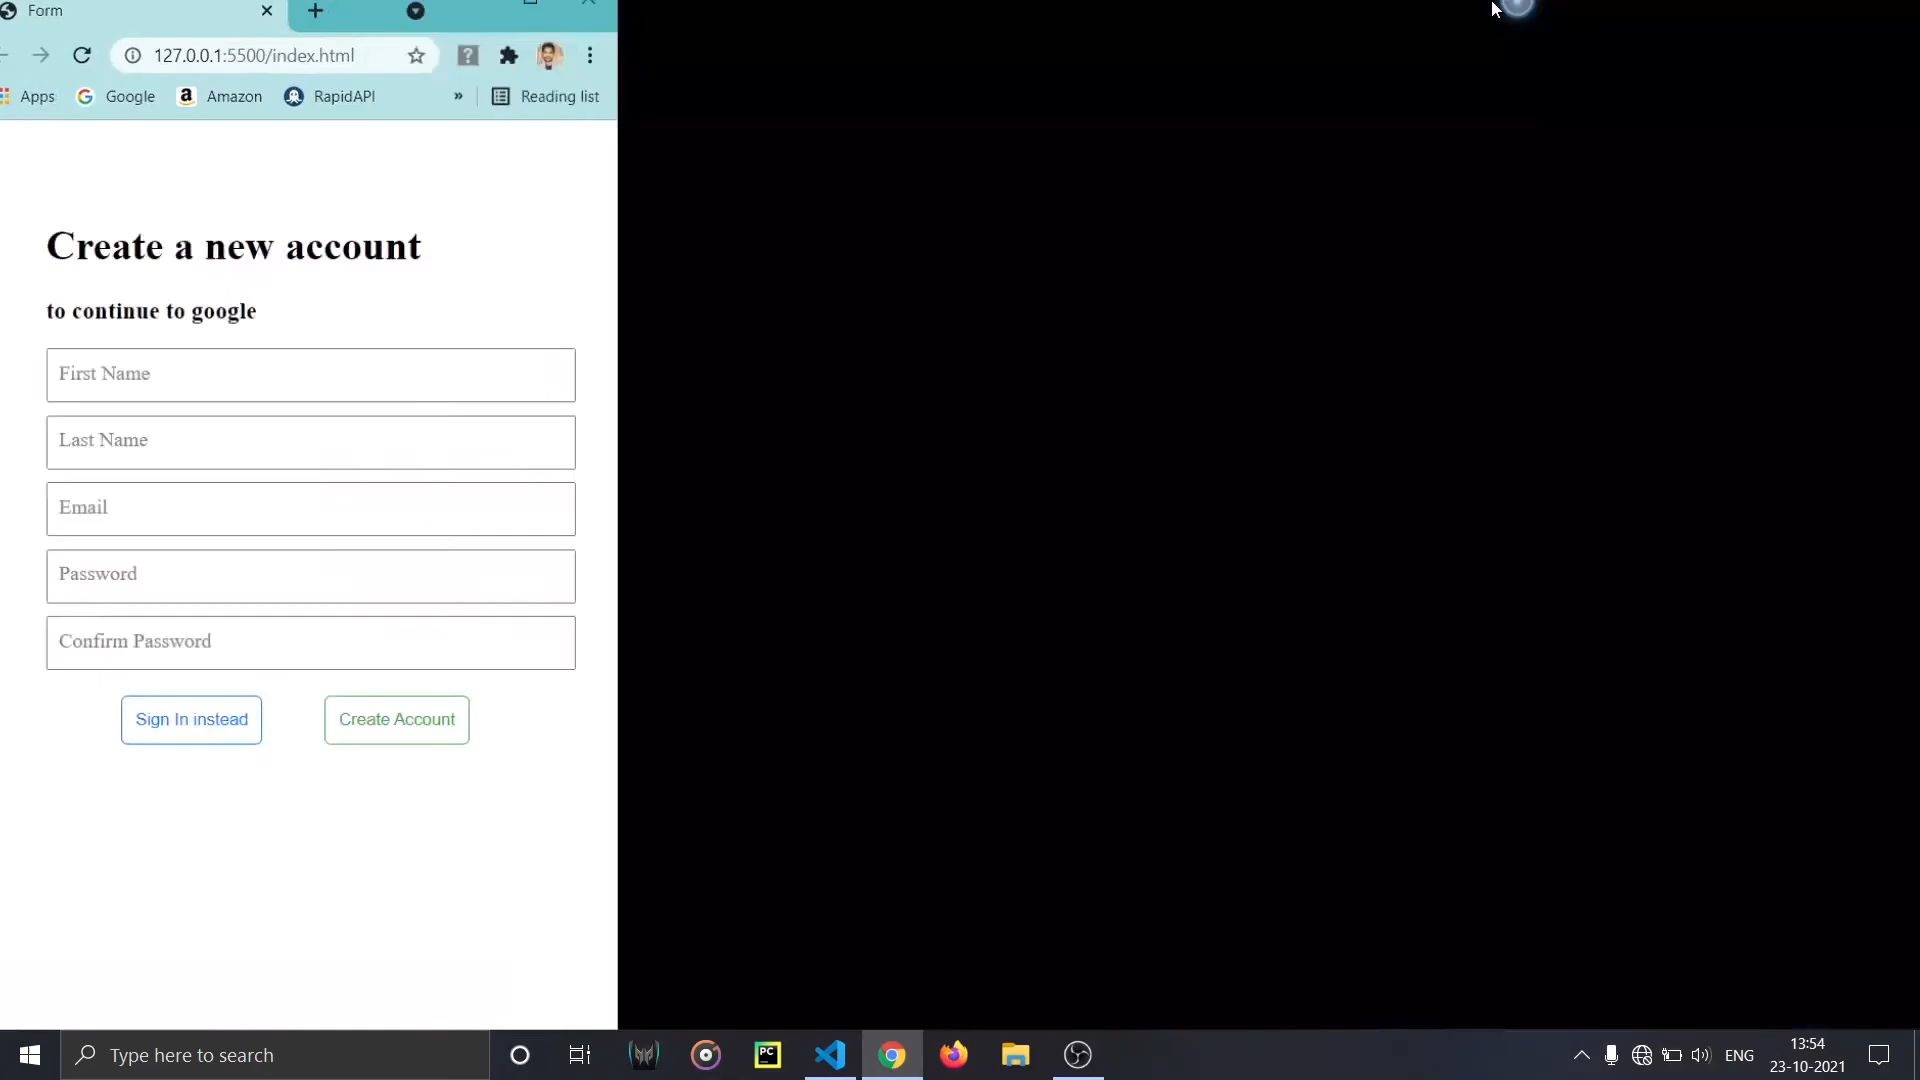 Form
127.0.0.1:5500/index.html
Apps Google Amazon RapidAPI » Reading list
Create a new account
to continue to google
First Name
Last Name
Email
Password
Confirm Password
Sign In instead Create Account
Type here to search PC ENG 13:54
23-10-2021